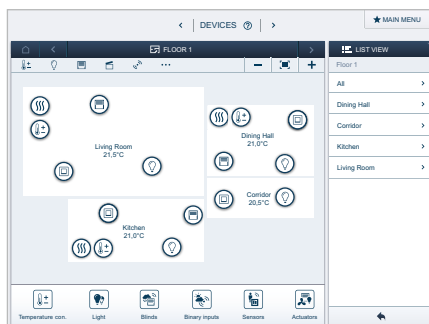 DEVICES
MAIN MENU
FLOOR 1
LIST VIEW
Floor 1
All
Dining Hall
Corridor
Kitchen
Living Room
Living Room
21,5°C
Dining Hall
21,0°C
Corridor
20,5°C
Kitchen
21,0°C
Temperature con.
Light
Blinds
Binary inputs
Sensors
Actuators